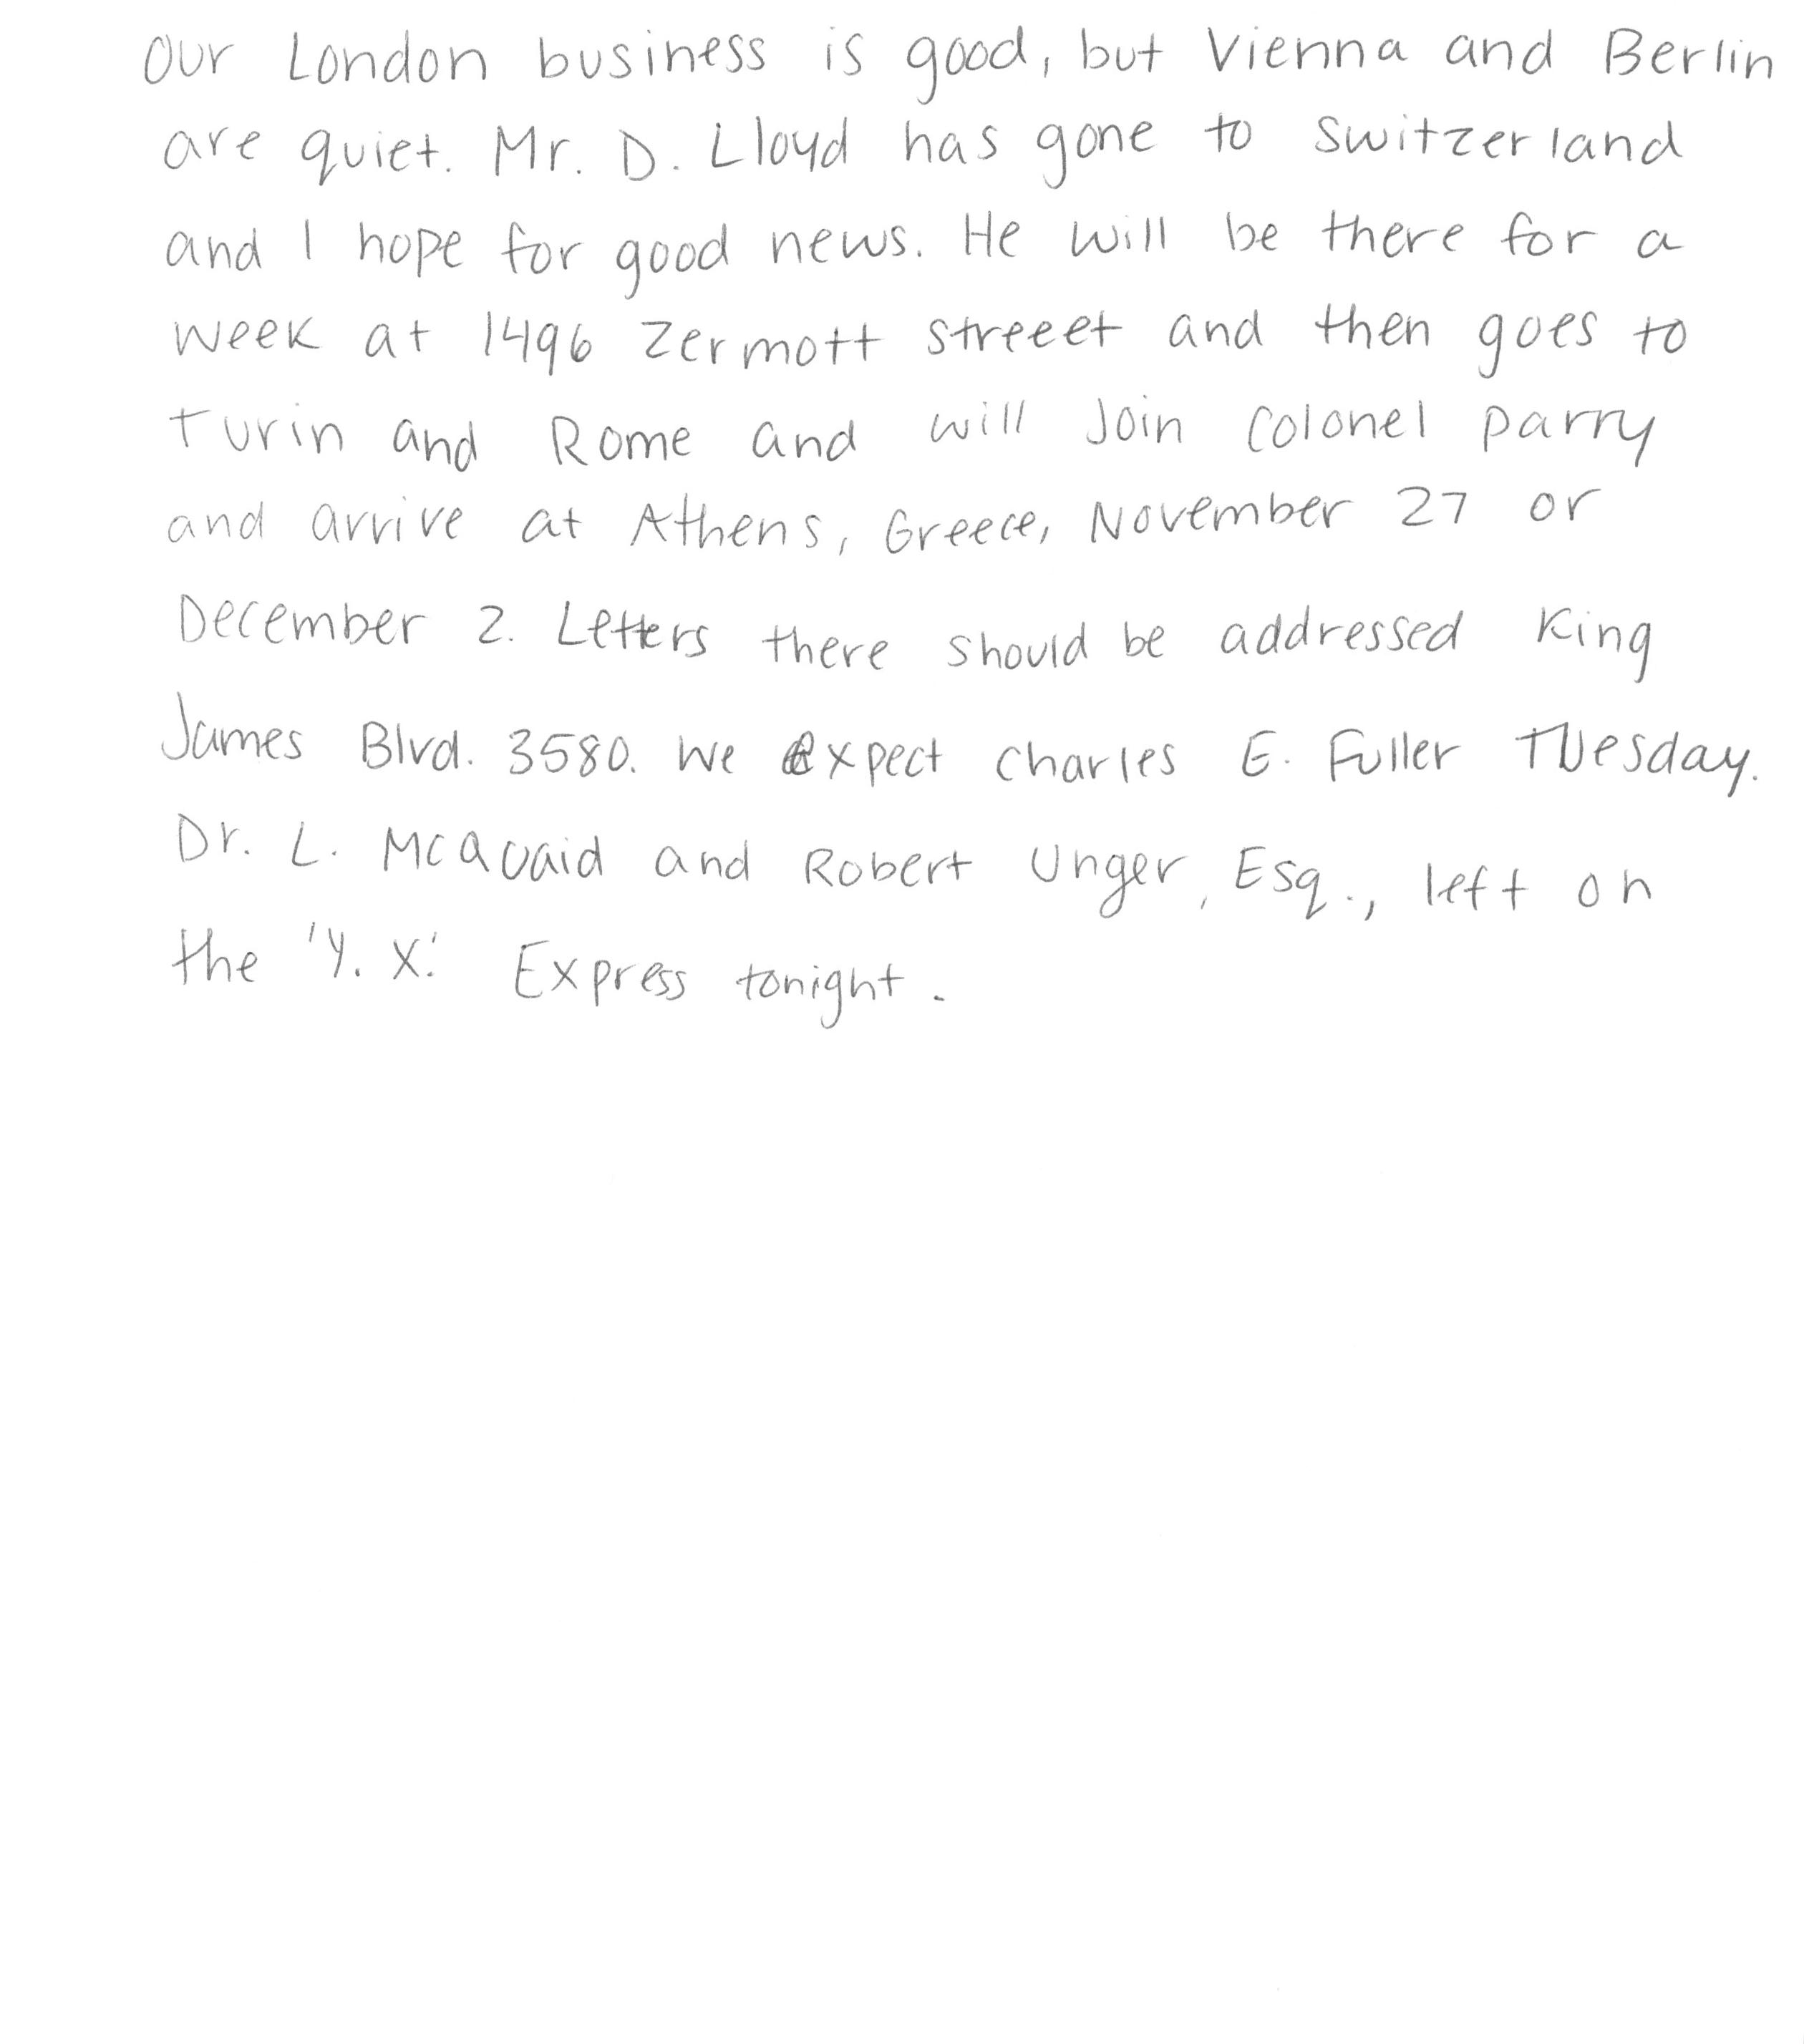 Our London business is good, but Vienna and Berlin
are quiet. Mr. D. Lloyd has gone to Switzerland
and I hope for good news. He will be there for a
week at 1496 Zermott streeet and then goes to
Turin and Rome and will Join Colonel parry
and arrive at Athens, Greece, November 27 or
December 2. Letters there should be addressed King
James Blvd. 3580. We expect Charles E. Fuller Tuesday.
Dr. L. McQuaid and Robert Unger, Esq., left on
the 'Y. X.' Express tonight.